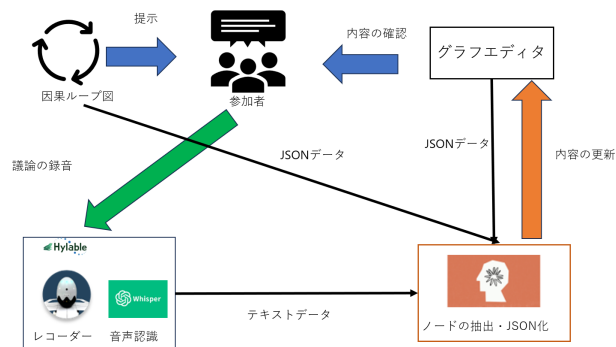 提示
内容の確認
グラフエディタ
因果ループ図
参加者
JSONデータ
JSONデータ
内容の更新
議論の録音
Hylable
Whisper
レコーダー
音声認識
テキストデータ
ノードの抽出・JSON化